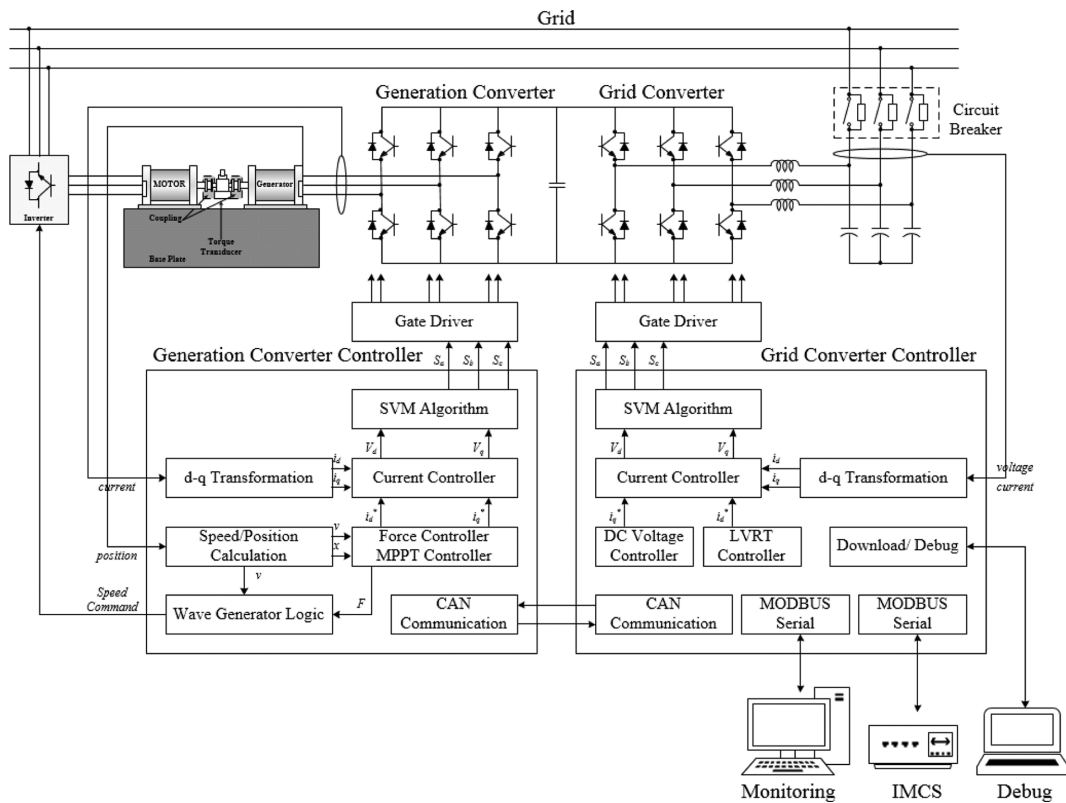 Grid
Generation Converter
Grid Converter
Circuit
Breaker
MOTOR
Generator
Inverter
Coupling
Torque
Transducer
Base Plate
Gate Driver
Gate Driver
Generation Converter Controller
Grid Converter Controller
Sa
Sb
Sc
Sa
Sb
Sc
SVM Algorithm
SVM Algorithm
Vd
Vq
Vd
Vq
current
d-q Transformation
id
iq
Current Controller
Current Controller
id
iq
d-q Transformation
voltage
current
id*
iq*
iq*
id*
position
Speed/Position
Calculation
v
x
Force Controller
MPPT Controller
DC Voltage
Controller
LVRT
Controller
Download/ Debug
v
F
Speed
Command
Wave Generator Logic
CAN
Communication
CAN
Communication
MODBUS
Serial
MODBUS
Serial
Monitoring
IMCS
Debug